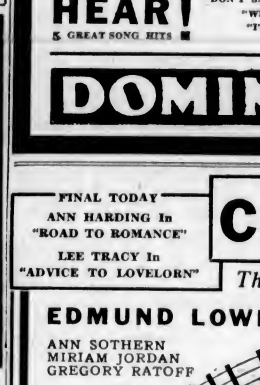 HEAR!
5 GREAT SONG HITS
DOMIN
FINAL TODAY
ANN HARDING In
"ROAD TO ROMANCE"
LEE TRACY In
"ADVICE TO LOVELORN"
C
Th
EDMUND LOW
ANN SOTHERN
MIRIAM JORDAN
GREGORY RATOFF